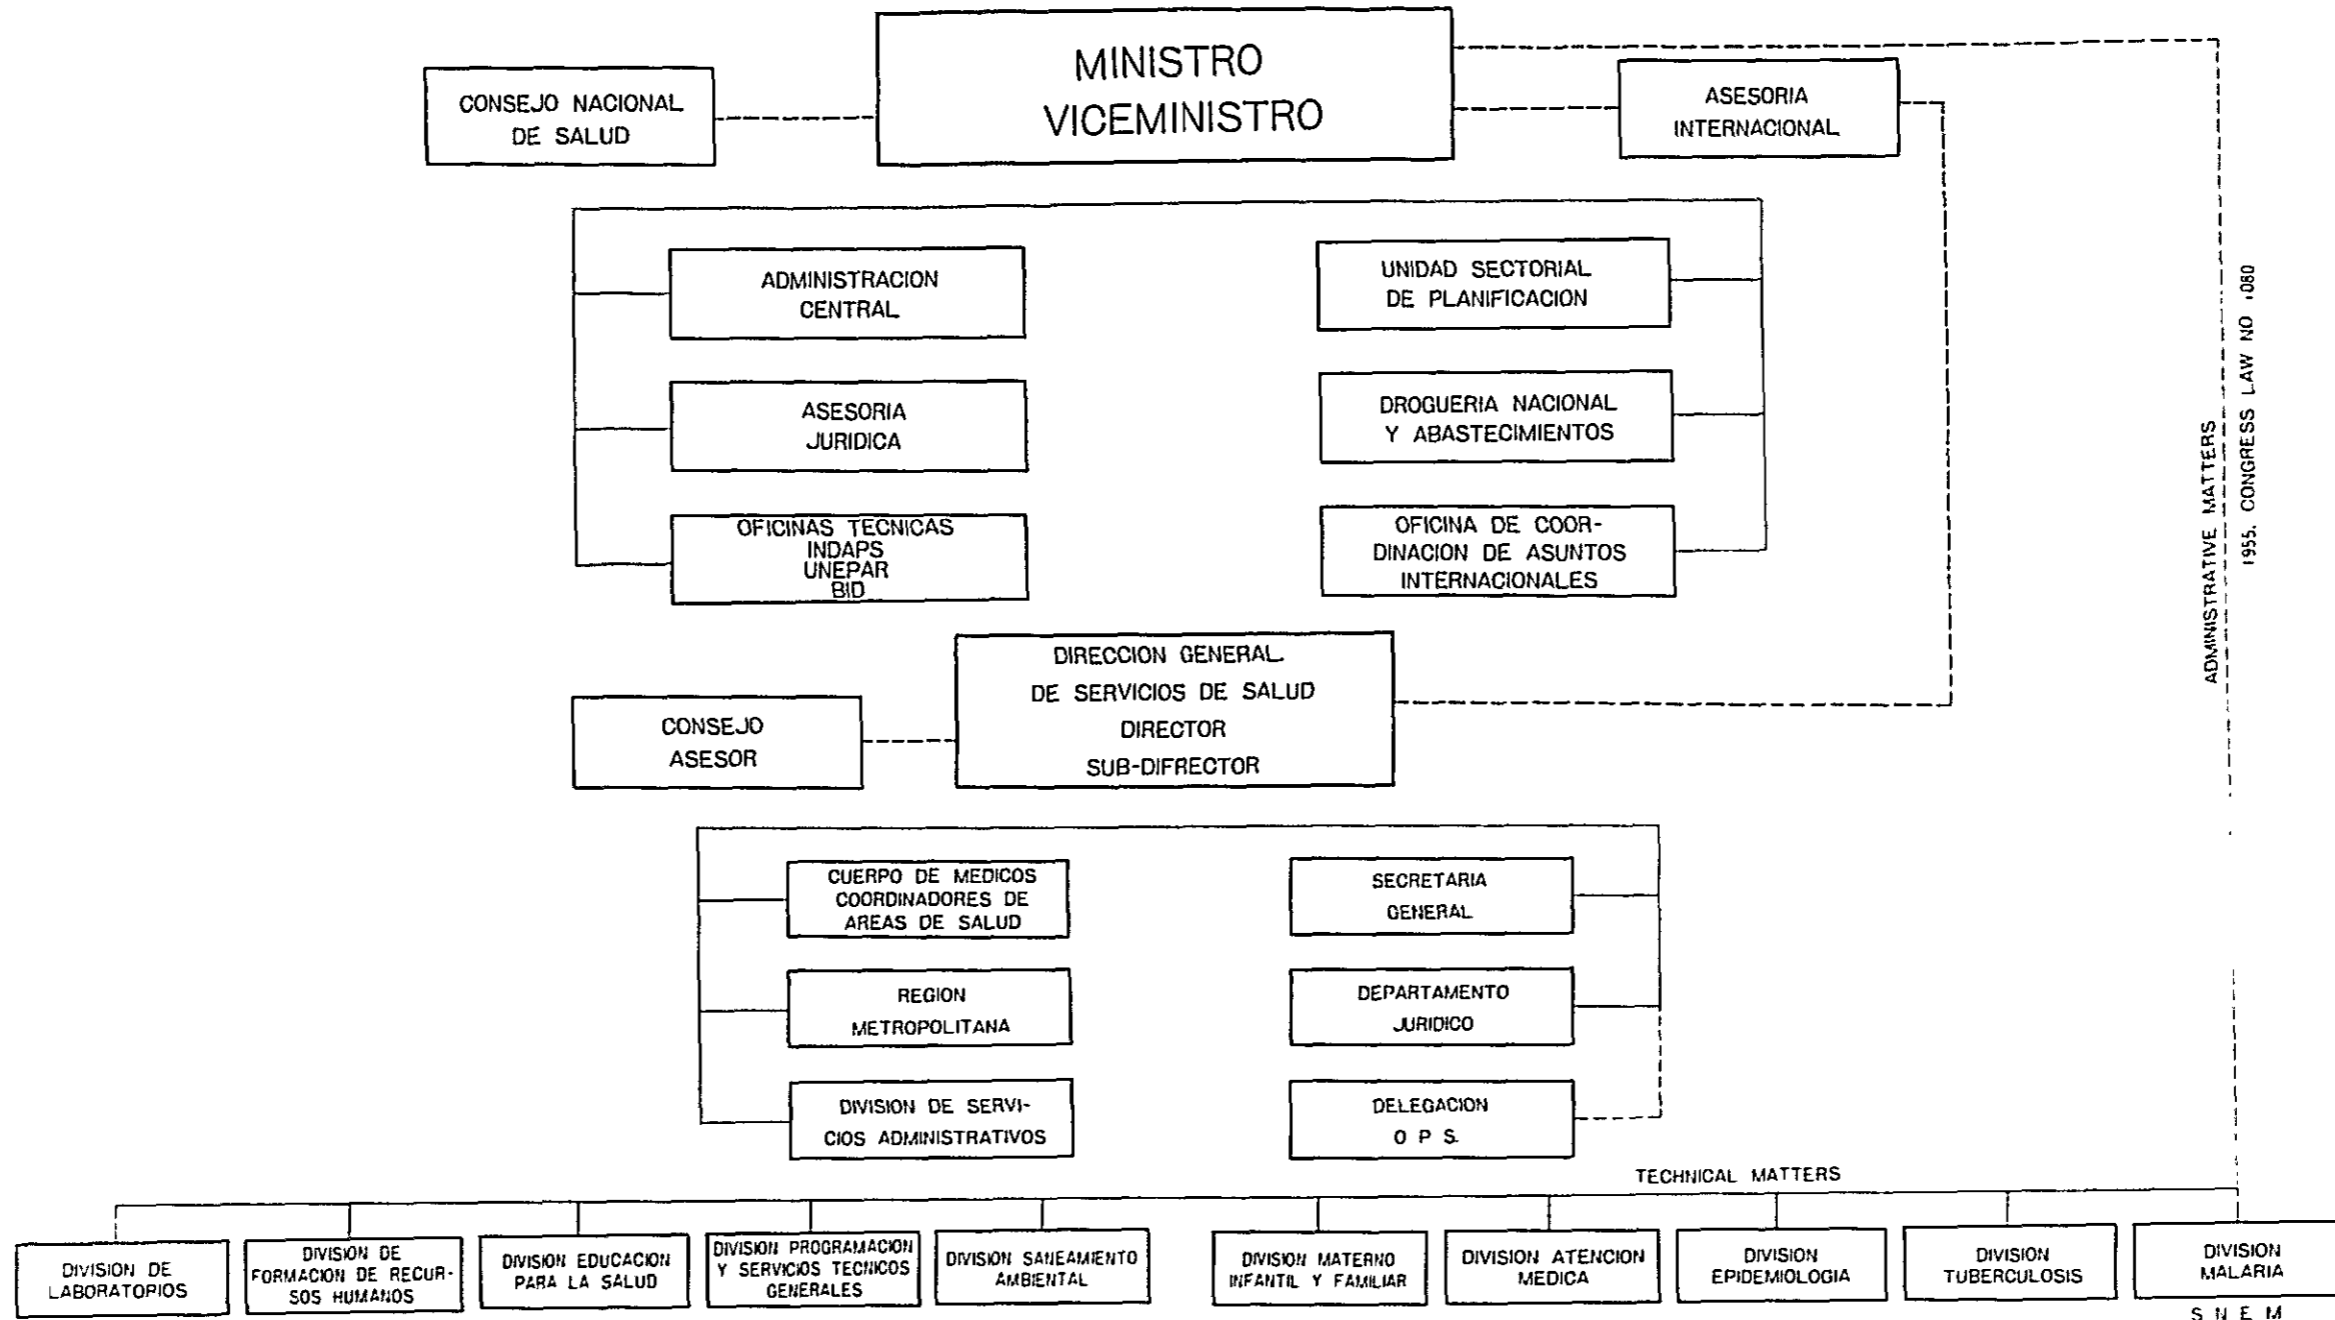 MINISTRO
VICEMINISTRO
CONSEJO NACIONAL
DE SALUD
ASESORIA
INTERNACIONAL
ADMINISTRACION
CENTRAL
UNIDAD SECTORIAL
DE PLANIFICACION
ASESORIA
JURIDICA
DROGUERIA NACIONAL
Y ABASTECIMIENTOS
OFICINAS TECNICAS
INDAPS
UNEPAR
BID
OFICINA DE COOR-
DINACION DE ASUNTOS
INTERNACIONALES
ADMINISTRATIVE MATTERS
1955. CONGRESS LAW NO 1080
DIRECCION GENERAL.
DE SERVICIOS DE SALUD
DIRECTOR
SUB-DIFRECTOR
CONSEJO
ASESOR
CUERPO DE MEDICOS
COORDINADORES DE
AREAS DE SALUD
SECRETARIA
GENERAL
REGION
METROPOLITANA
DEPARTAMENTO
JURIDICO
DIVISION DE SERVI-
CIOS ADMINISTRATIVOS
DELEGACION
O P S.
TECHNICAL MATTERS
DIVISION DE
LABORATORIOS
DIVISION DE
FORMACION DE RECUR-
SOS HUMANOS
DIVISION EDUCACION
PARA LA SALUD
DIVISION PROGRAMACION
Y SERVICIOS TECNICOS
GENERALES
DIVISION SANEAMIENTO
AMBIENTAL
DIVISION MATERNO
INFANTIL Y FAMILIAR
DIVISION ATENCION
MEDICA
DIVISION
EPIDEMIOLOGIA
DIVISION
TUBERCULOSIS
DIVISION
MALARIA
S N E M